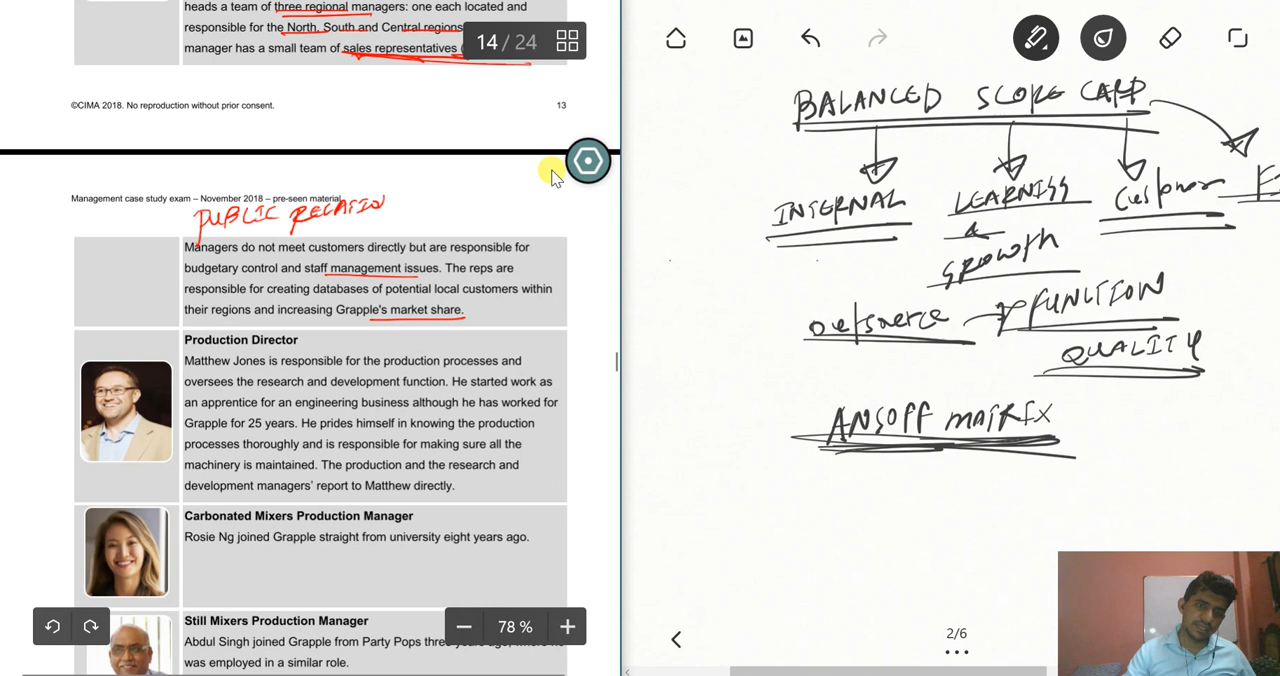 heads a team of three regional managers: one each located and
responsible for the North, South and Central regions
manager has a small team of sales representatives
14 / 24
©CIMA 2018. No reproduction without prior consent.
13
Management case study exam – November 2018 – pre-seen material
PUBLIC RELATION
Managers do not meet customers directly but are responsible for
budgetary control and staff management issues. The reps are
responsible for creating databases of potential local customers within
their regions and increasing Grapple's market share.
Production Director
Matthew Jones is responsible for the production processes and
oversees the research and development function. He started work as
an apprentice for an engineering business although he has worked for
Grapple for 25 years. He prides himself in knowing the production
processes thoroughly and is responsible for making sure all the
machinery is maintained. The production and the research and
development managers' report to Matthew directly.
Carbonated Mixers Production Manager
Rosie Ng joined Grapple straight from university eight years ago.
Still Mixers Production Manager
Abdul Singh joined Grapple from Party Pops
was employed in a similar role.
78 %
BALANCED SCORE CARD
INTERNAL
LEARNISS
&
GROWTH
Customer
outsource
FUNCTION
QUALITY
ANSOFF MATRIX
2/6